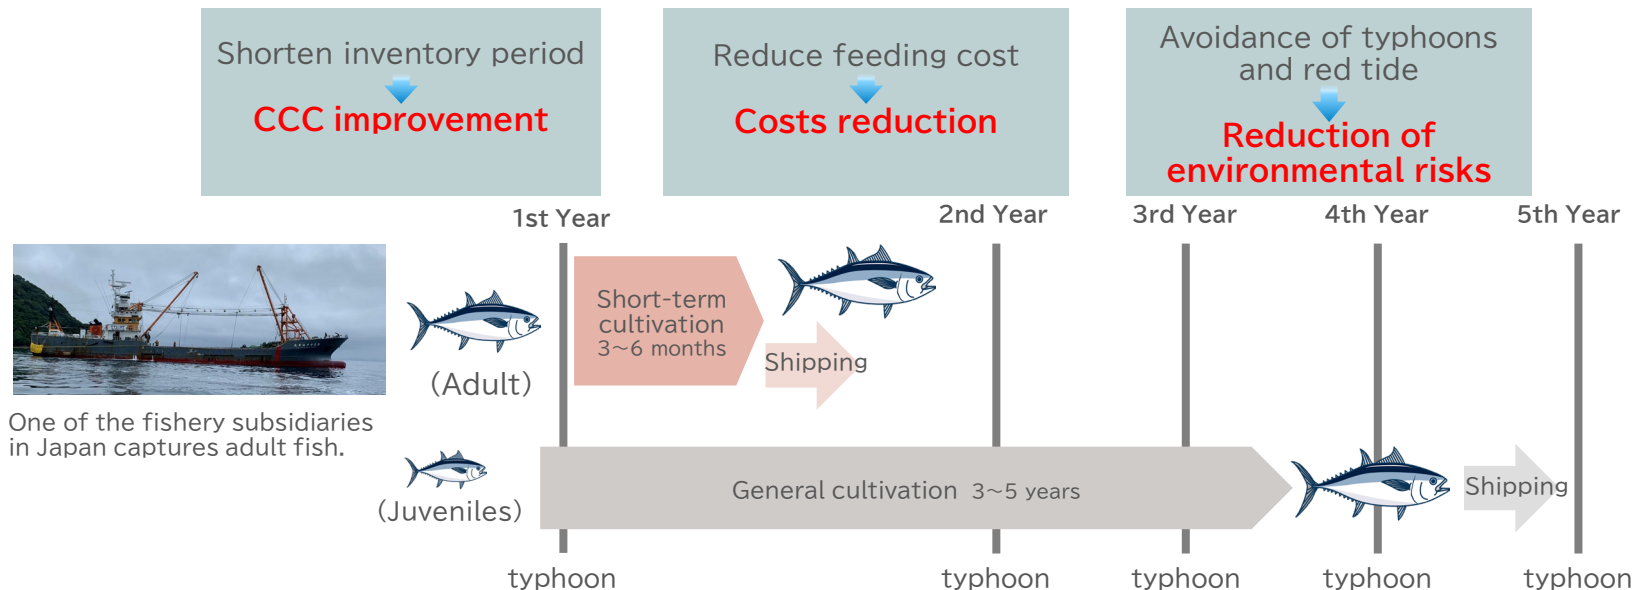 Shorten inventory period
CCC improvement
Reduce feeding cost
Costs reduction
Avoidance of typhoons
and red tide
Reduction of
environmental risks
1st Year
2nd Year
3rd Year
4th Year
5th Year
One of the fishery subsidiaries
in Japan captures adult fish.
(Adult)
Short-term
cultivation
3～6 months
Shipping
(Juveniles)
General cultivation 3～5 years
Shipping
typhoon
typhoon
typhoon
typhoon
typhoon